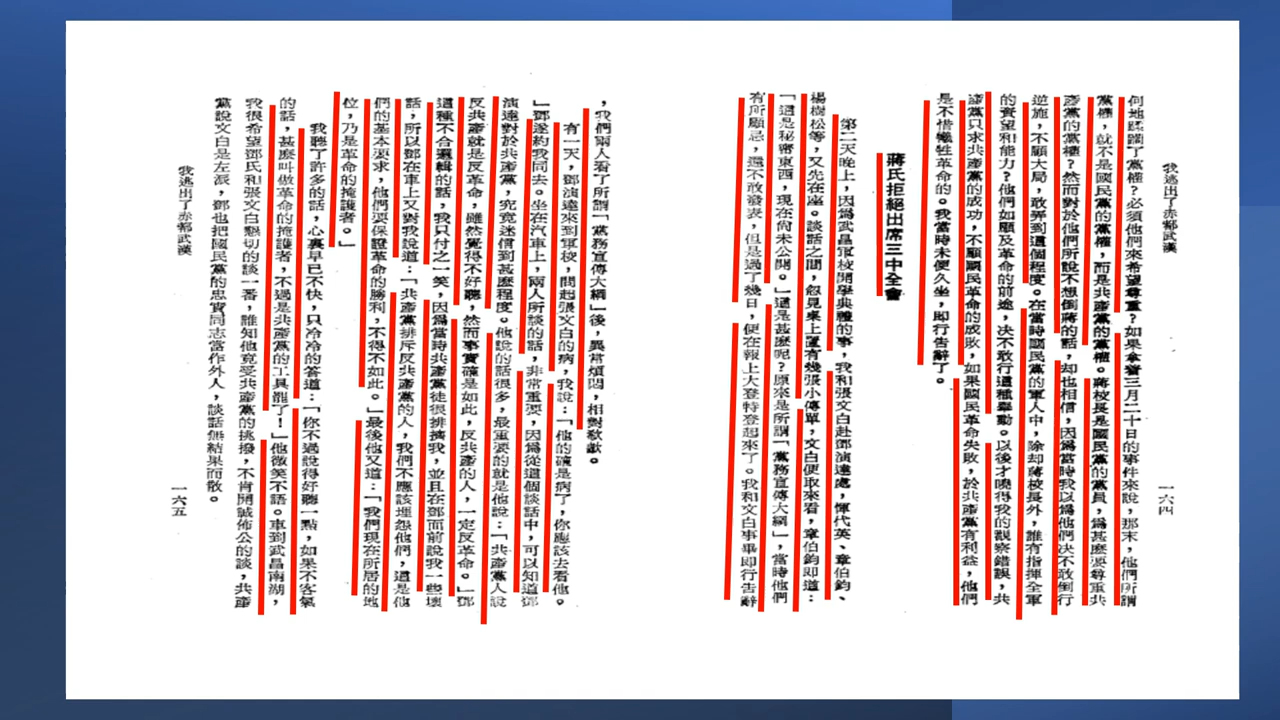 我逃出了赤都武漢
一六四
何地蹂躪了黨權？必須他們來希望尊重？如果拿着三月二十日的事件來說，那末，他們所謂
黨權，就不是國民黨的黨權，而是共產黨的黨權。蔣校長是國民黨的黨員，爲甚麽要尊重共
產黨的黨權？然而對於他們所說不想倒蔣的話，却也相信，因爲當時我以爲他們決不敢倒行
逆施，不顧大局，敢弄到這個程度。在當時國民黨的軍人中，除却蔣校長外，誰有指揮全軍
的資望和能力？他們如顧及革命的前途，決不敢行這種舉動。以後才曉得我的觀察錯誤，共
產黨只求共產黨的成功，不顧國民革命的成敗，如果國民革命失敗，於共產黨有利益，他們
是不惜犧牲革命的。我當時未便久坐，即行告辭了。
蔣氏拒絕出席三中全會
第二天晚上，因爲武昌軍校開學典禮的事，我和張文白赴鄧演達處，惲代英、章伯鈞、
楊樹松等，又先在座。談話之間，忽見桌上置有幾張小傳單，文白便取來看，章伯鈞即道：
「這是秘密東西，現在尚未公開。」這是甚麽呢？原來是所謂「黨務宣傳大綱」，當時他們
有所顧忌，還不敢發表，但是過了幾日，便在報上大登特登起來了。我和文白事畢即行告辭
，我們兩人看了所謂「黨務宣傳大綱」後，異常煩悶，相對欷歔。
有一天，鄧演達來到軍校，問起張文白的病，我說：「他的確是病了，你應該去看他。
」鄧遂約我同去。坐在汽車上，兩人所談的話，非常重要，因爲從這個談話中，可以知道鄧
演達對於共產黨，究竟迷信到甚麽程度。他說的話很多，最重要的就是他說：「共產黨人說
反共產就是反革命，雖然覺得不好聽，然而事實確是如此，反共產的人，一定反革命。」鄧
這種不合邏輯的話，我只付之一笑，因爲當時共產黨徒很排擠我，並且在鄧面前說我一些壞
話，所以鄧在車上又對我說道：「共產黨排斥反共產黨的人，我們不應該埋怨他們，這是他
們的基本要求，他們要保證革命的勝利，不得不如此。」最後他又道：「我們現在所居的地
位，乃是革命的掩護者。」
我聽了許多的話，心裏早已不快，只冷冷的答道：「你不過說得好聽一點，如果不客氣
的話，甚麽叫做革命的掩護者，不過是共產黨的工具罷了！」他微笑不語。車到武昌南湖，
我很希望鄧氏和張文白懇切的談一番，誰知他竟受共產黨的挑撥，不肯開誠佈公的談，共產
黨說文白是左派，鄧也把國民黨的忠實同志當作外人，談話無結果而散。
我逃出了赤都武漢
一六五